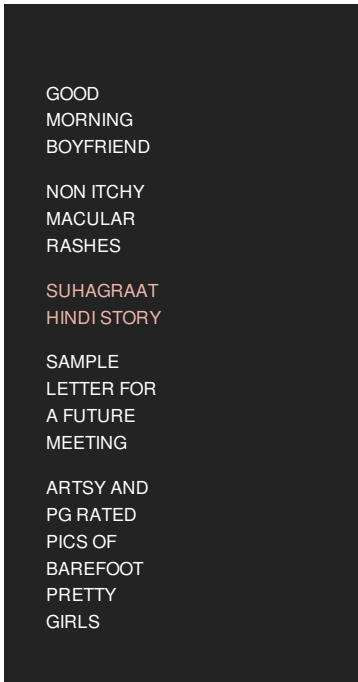 GOOD
MORNING
BOYFRIEND
NON ITCHY
MACULAR
RASHES
SUHAGRAAT
HINDI STORY
SAMPLE
LETTER FOR
A FUTURE
MEETING
ARTSY AND
PG RATED
PICS OF
BAREFOOT
PRETTY
GIRLS